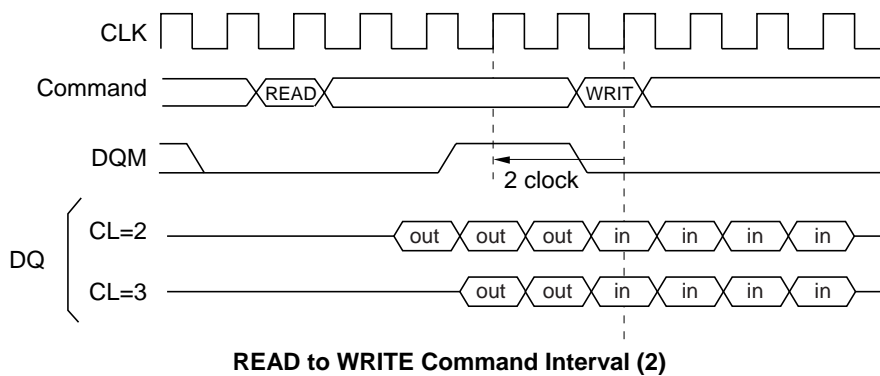 CLK
Command READ WRIT
DQM
2 clock
DQ
CL=2 out out out in in in in
CL=3 out out in in in in
READ to WRITE Command Interval (2)